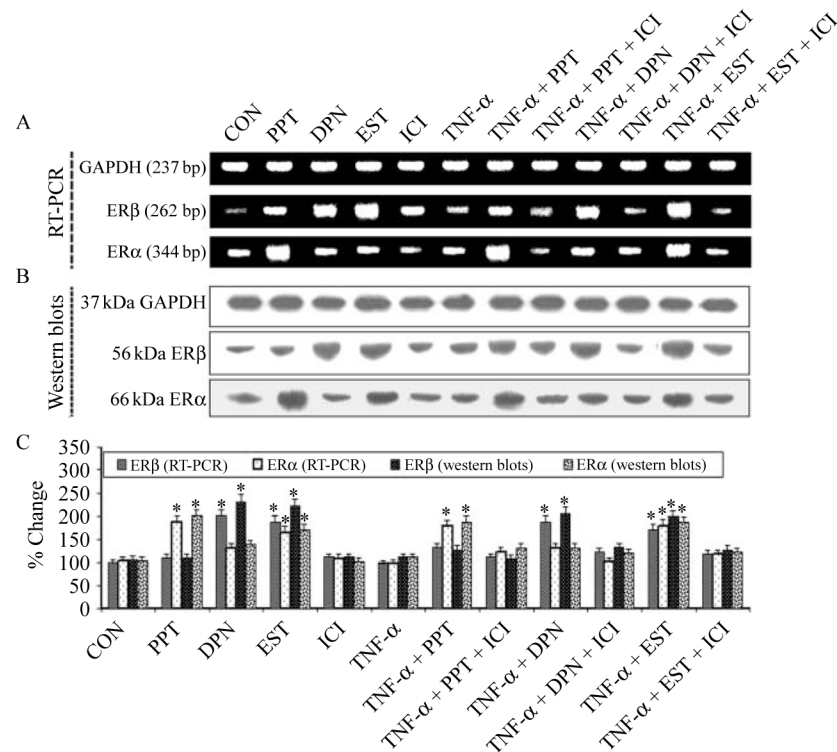 A
CON PPT DPN EST ICI TNF-α TNF-α + PPT TNF-α + PPT + ICI TNF-α + DPN TNF-α + DPN + ICI TNF-α + EST TNF-α + EST + ICI
RT-PCR
GAPDH (237 bp)
ERβ (262 bp)
ERα (344 bp)
B
Western blots
37 kDa GAPDH
56 kDa ERβ
66 kDa ERα
C
% Change
350
300
250
200
150
100
50
0
ERβ (RT-PCR) ERα (RT-PCR) ERβ (western blots) ERα (western blots)
* * * * * * * * * * * * * * * *
CON PPT DPN EST ICI TNF-α TNF-α + PPT TNF-α + PPT + ICI TNF-α + DPN TNF-α + DPN + ICI TNF-α + EST TNF-α + EST + ICI